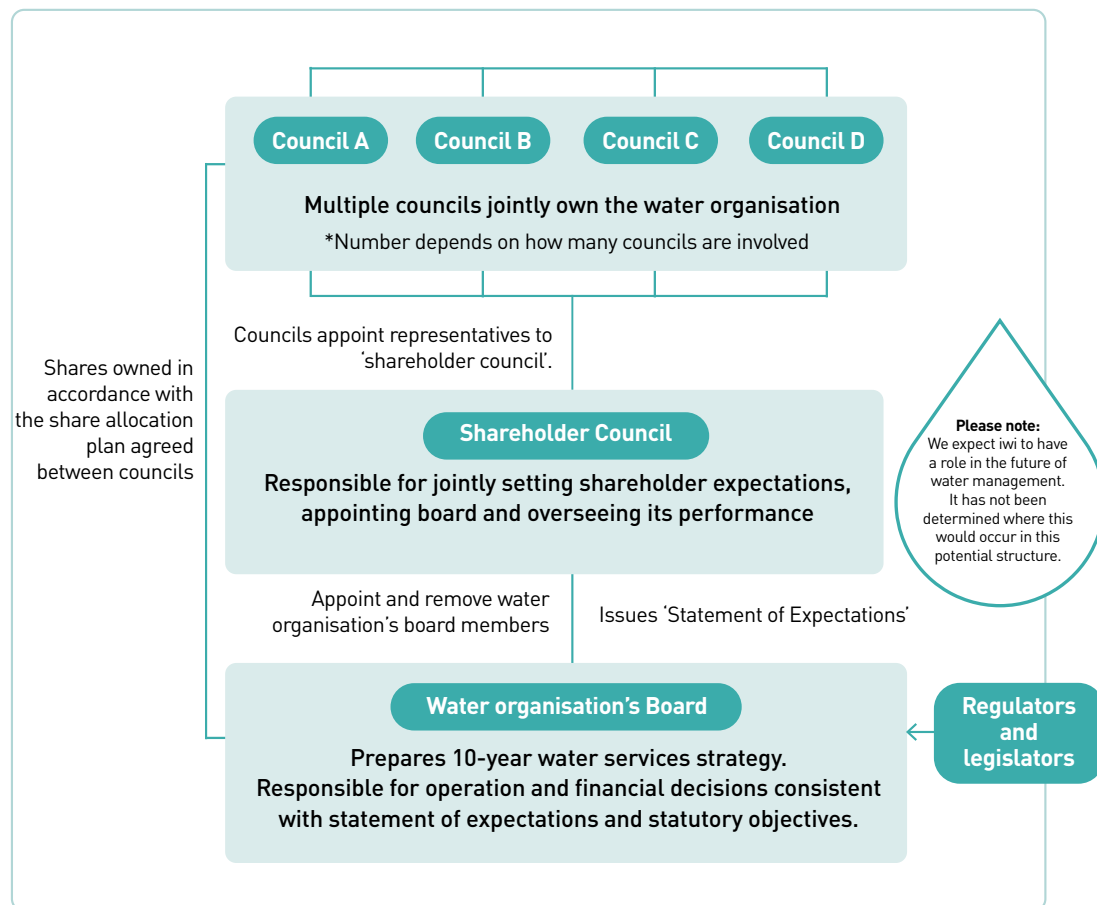 Council A
Council B
Council C
Council D
Multiple councils jointly own the water organisation
*Number depends on how many councils are involved
Councils appoint representatives to
‘shareholder council’.
Shares owned in
accordance with
the share allocation
plan agreed
between councils
Shareholder Council
Responsible for jointly setting shareholder expectations,
appointing board and overseeing its performance
Please note:
We expect iwi to have
a role in the future of
water management.
It has not been
determined where this
would occur in this
potential structure.
Appoint and remove water
organisation’s board members
Issues ‘Statement of Expectations’
Water organisation’s Board
Prepares 10-year water services strategy.
Responsible for operation and financial decisions consistent
with statement of expectations and statutory objectives.
Regulators
and
legislators